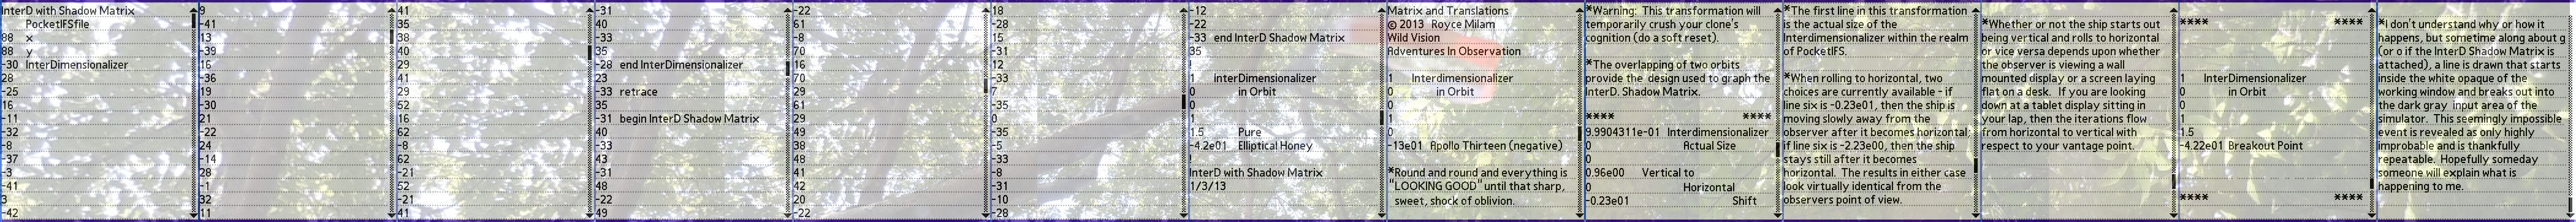 InterD with Shadow Matrix
PocketIFSfile
88 x
88 y
-30 InterDimensionalizer
28
-25
16
-11
-32
-8
-37
-3
-41
3
-42
9
-41
13
-39
16
-36
19
-30
21
-22
24
-14
28
-1
32
11
41
35
38
40
29
41
29
52
16
62
-8
62
-21
52
-21
41
-31
40
-33
35
-28 end InterDimensionalizer
23
-33 retrace
35
-31 begin InterD Shadow Matrix
40
-33
43
-31
48
-22
49
-22
61
-8
70
16
70
29
61
29
49
38
48
41
40
38
-22
18
-28
15
-31
12
-33
7
-35
0
-35
-5
-33
-8
-31
-10
-28
-12
-22
-33 end InterD Shadow Matrix
35
!
1 InterDimensionalizer
0 in Orbit
0
1
1.5 Pure
-4.2e01 Elliptical Honey
!
InterD with Shadow Matrix
1/3/13
Matrix and Translations
© 2013 Royce Milam
Wild Vision
Adventures In Observation
1 Interdimensionalizer
0 in Orbit
0
1
0
-13e01 Apollo Thirteen (negative)
*Round and round and everything is
"LOOKING GOOD" until that sharp,
sweet, shock of oblivion.
*Warning: This transformation will
temporarily crush your clone's
cognition (do a soft reset).
*The overlapping of two orbits
provide the design used to graph the
InterD. Shadow Matrix.
**** ****
9.9904311e-01 Interdimensionalizer
0 Actual Size
0
0.96e00 Vertical to
0 Horizontal
-0.23e01 Shift
*The first line in this transformation
is the actual size of the
Interdimensionalizer within the realm
of PocketIFS.
*When rolling to horizontal, two
choices are currently available - if
line six is -0.23e01, then the ship is
moving slowly away from the
observer after it becomes horizontal;
if line six is -2.23e00, then the ship
stays still after it becomes
horizontal. The results in either case
look virtually identical from the
observers point of view.
*Whether or not the ship starts out
being vertical and rolls to horizontal
or vice versa depends upon whether
the observer is viewing a wall
mounted display or a screen laying
flat on a desk. If you are looking
down at a tablet display sitting in
your lap, then the iterations flow
from horizontal to vertical with
respect to your vantage point.
**** ****
1 InterDimensionalizer
0 in Orbit
0
1
1.5
-4.22e01 Breakout Point
**** ****
*I don't understand why or how it
happens, but sometime along about g
(or o if the InterD Shadow Matrix is
attached), a line is drawn that starts
inside the white opaque of the
working window and breaks out into
the dark gray input area of the
simulator. This seemingly impossible
event is revealed as only highly
improbable and is thankfully
repeatable. Hopefully someday
someone will explain what is
happening to me.